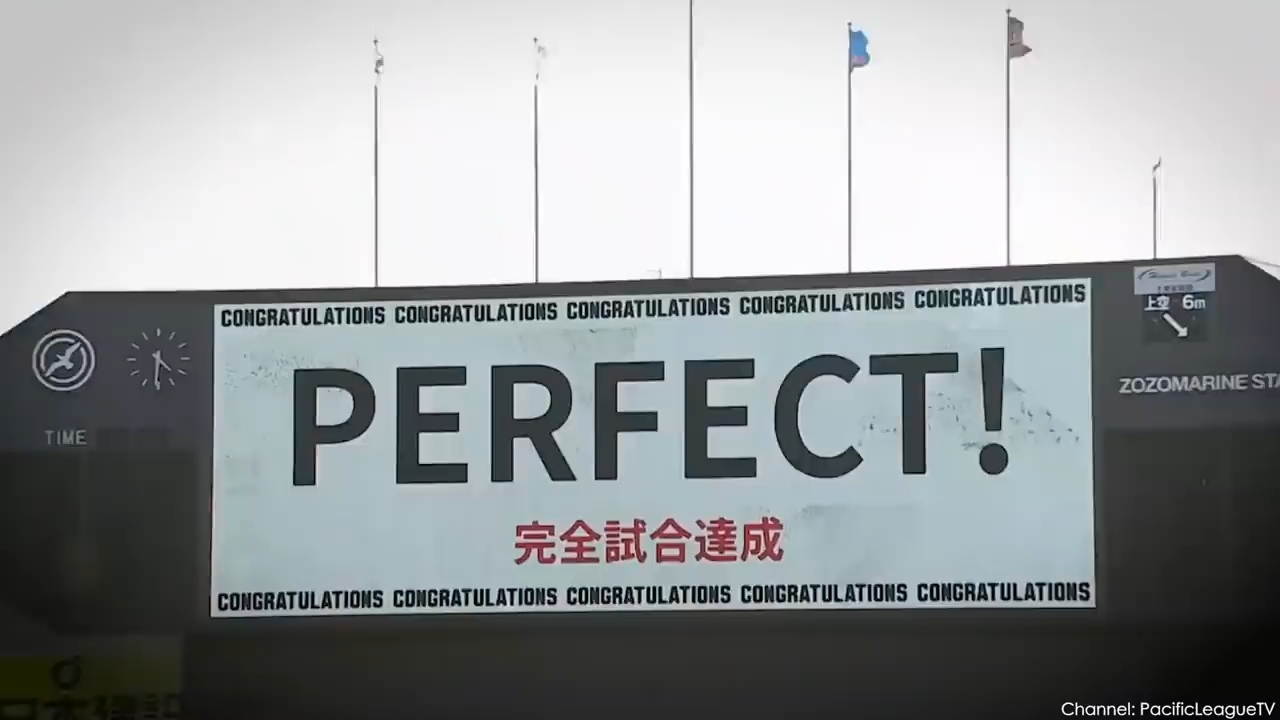 CONGRATULATIONS CONGRATULATIONS CONGRATULATIONS CONGRATULATIONS CONGRATULATIONS
PERFECT!
完全試合達成
CONGRATULATIONS CONGRATULATIONS CONGRATULATIONS CONGRATULATIONS CONGRATULATIONS
TIME
上空 6m
ZOZOMARINE STA
Channel: PacificLeagueTV